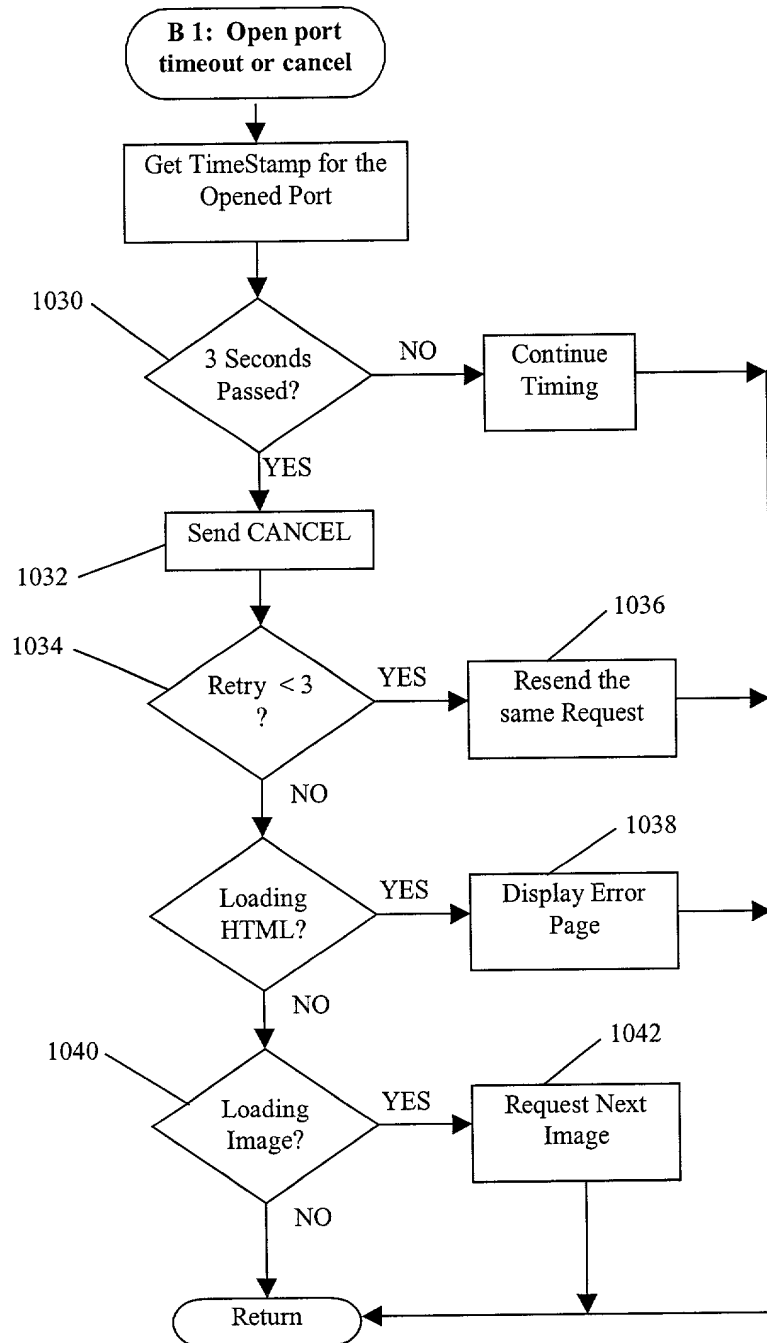 B 1: Open port
timeout or cancel
Get TimeStamp for the
Opened Port
1030
3 Seconds
Passed?
NO
Continue
Timing
YES
Send CANCEL
1032
1034
Retry < 3
?
YES
1036
Resend the
same Request
NO
Loading
HTML?
YES
1038
Display Error
Page
NO
1040
Loading
Image?
YES
1042
Request Next
Image
NO
Return